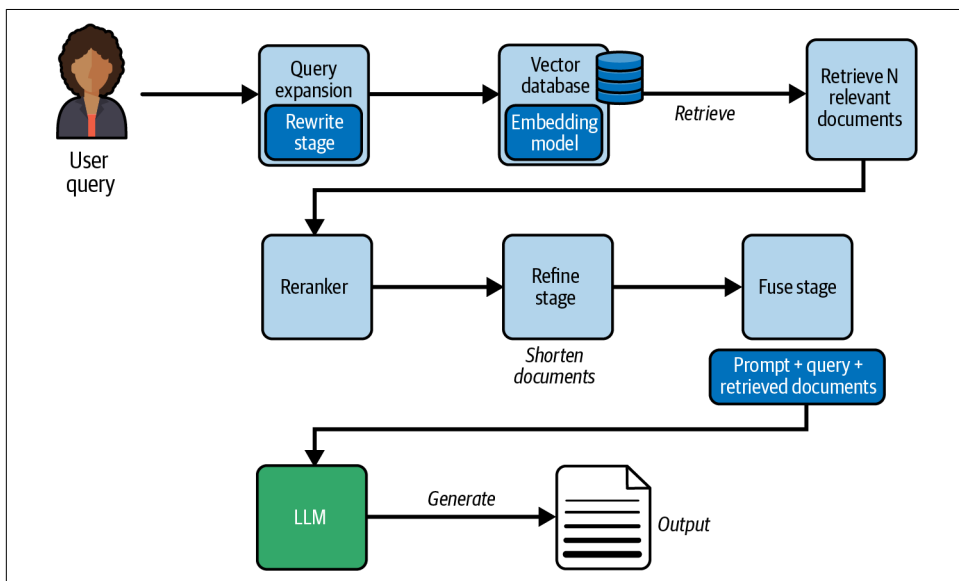 User
query
Query
expansion
Rewrite
stage
Vector
database
Embedding
model
Retrieve
Retrieve N
relevant
documents
Reranker
Refine
stage
Shorten
documents
Fuse stage
Prompt + query +
retrieved documents
LLM
Generate
Output